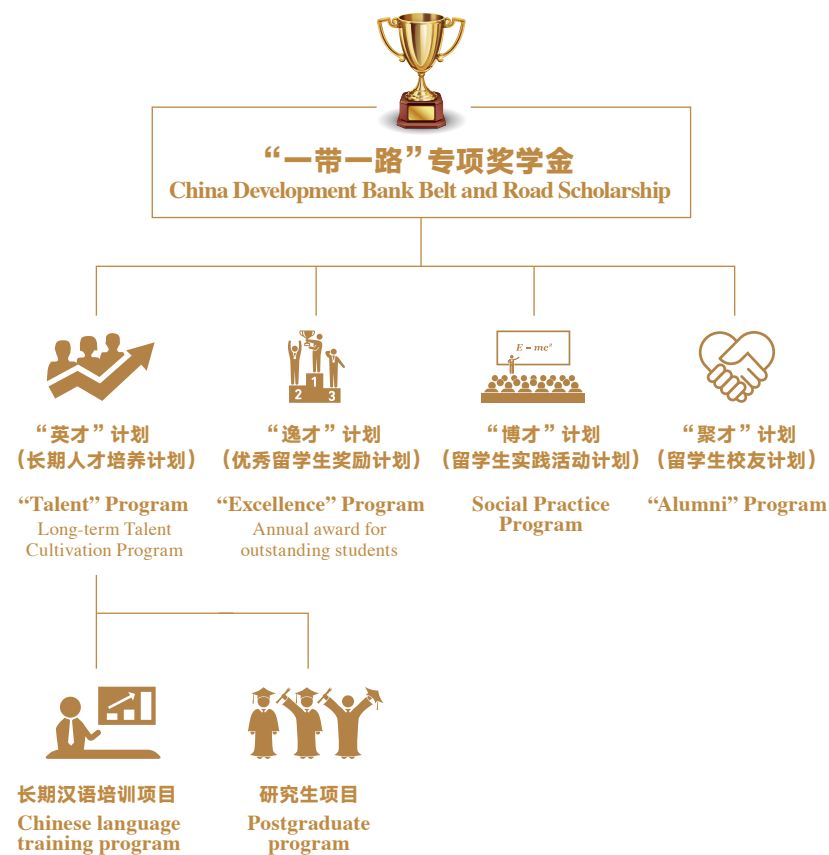 “一带一路”专项奖学金
China Development Bank Belt and Road Scholarship
E = mc²
2 1 3
“英才”计划
(长期人才培养计划)
“Talent” Program
Long-term Talent
Cultivation Program
“逸才”计划
(优秀留学生奖励计划)
“Excellence” Program
Annual award for
outstanding students
“博才”计划
(留学生实践活动计划)
Social Practice
Program
“聚才”计划
(留学生校友计划)
“Alumni” Program
长期汉语培训项目
Chinese language
training program
研究生项目
Postgraduate
program